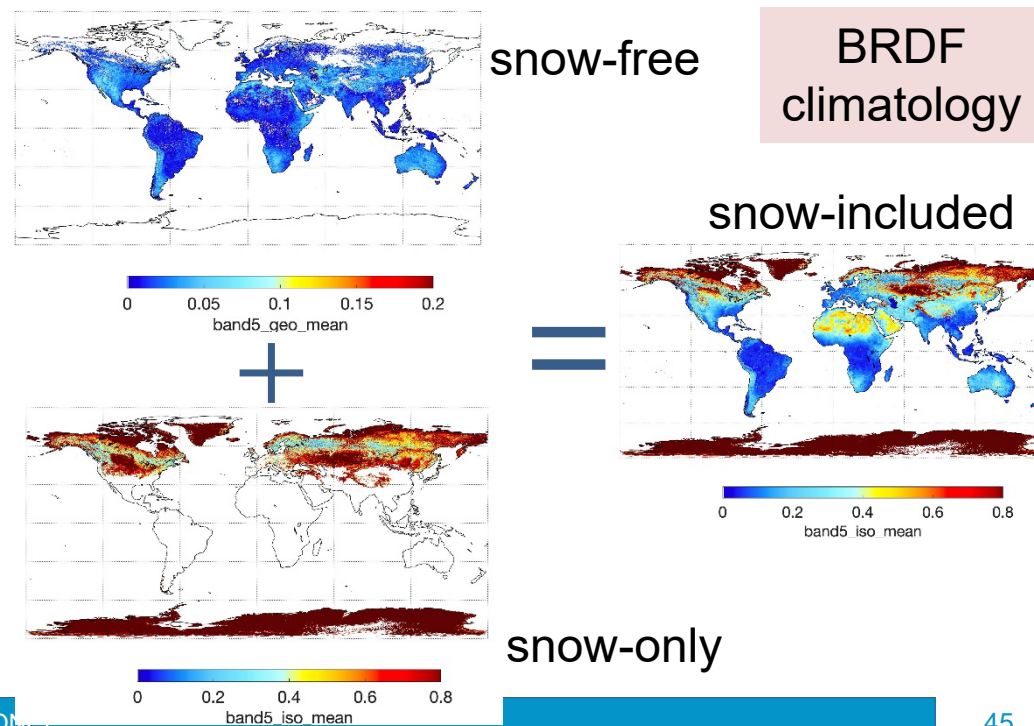 snow-free
BRDF
climatology
0 0.05 0.1 0.15 0.2
band5_geo_mean
+
=
snow-included
0 0.2 0.4 0.6 0.8
band5_iso_mean
snow-only
0 0.2 0.4 0.6 0.8
band5_iso_mean
45